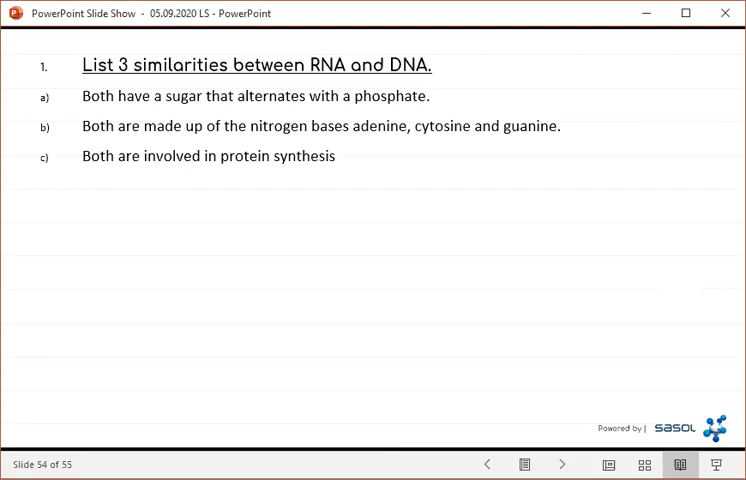 PowerPoint Slide Show - 05.09.2020 LS - PowerPoint
1. List 3 similarities between RNA and DNA.
a) Both have a sugar that alternates with a phosphate.
b) Both are made up of the nitrogen bases adenine, cytosine and guanine.
c) Both are involved in protein synthesis
Powered by | sasol
Slide 54 of 55